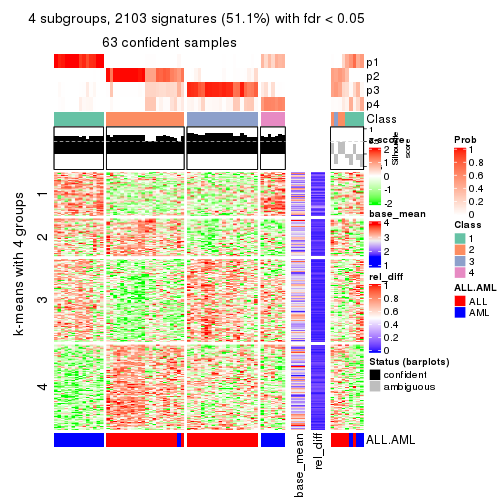 4 subgroups, 2103 signatures (51.1%) with fdr < 0.05
63 confident samples
p1
p2
p3
p4
Class
1
0.5
0
Silhouette
score
k-means with 4 groups
1
2
3
4
base_mean
rel_diff
ALL.AML
z-score
2
1
0
-1
-2
base_mean
4
3
2
1
rel_diff
1
0.8
0.6
0.4
0.2
0
Status (barplots)
confident
ambiguous
Prob
1
0.8
0.6
0.4
0.2
0
Class
1
2
3
4
ALL.AML
ALL
AML